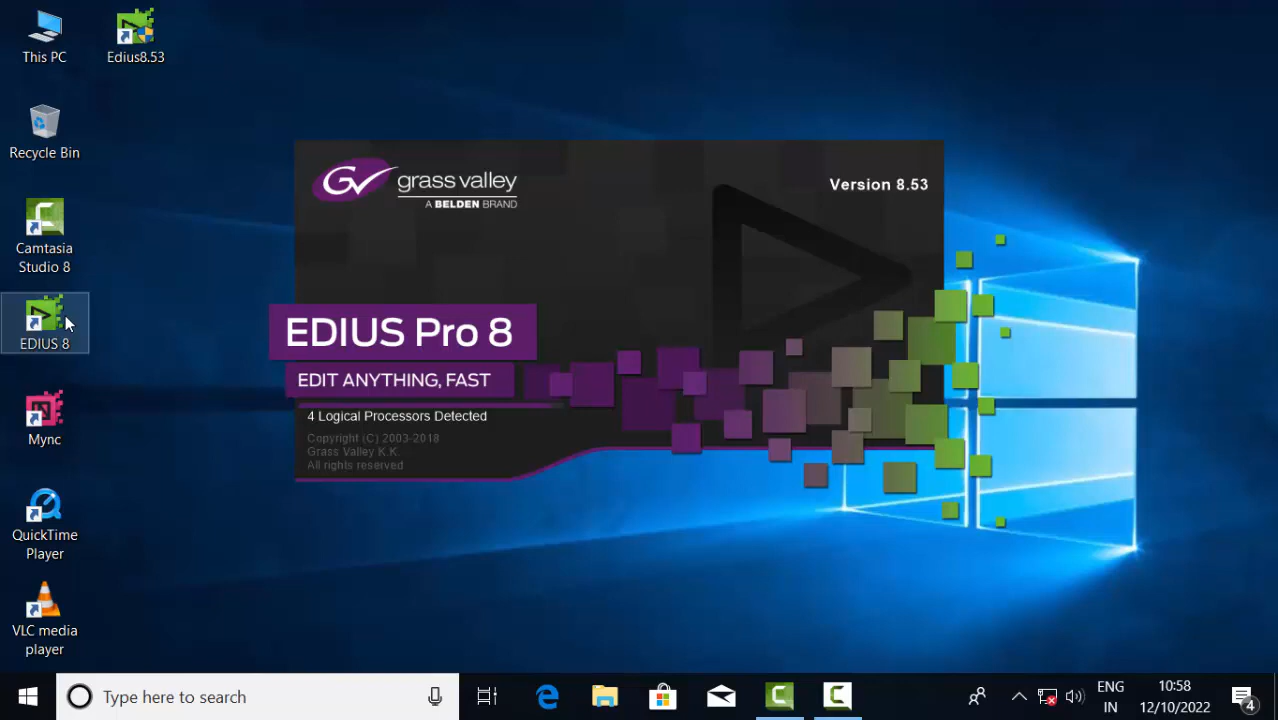 This PC
Edius8.53
Recycle Bin
Camtasia
Studio 8
EDIUS 8
Mync
QuickTime
Player
VLC media
player
GV grass valley
A BELDEN BRAND
Version 8.53
EDIUS Pro 8
EDIT ANYTHING, FAST
4 Logical Processors Detected
Copyright (C) 2003-2018
Grass Valley K.K.
All rights reserved
Type here to search
ENG
IN
10:58
12/10/2022
4